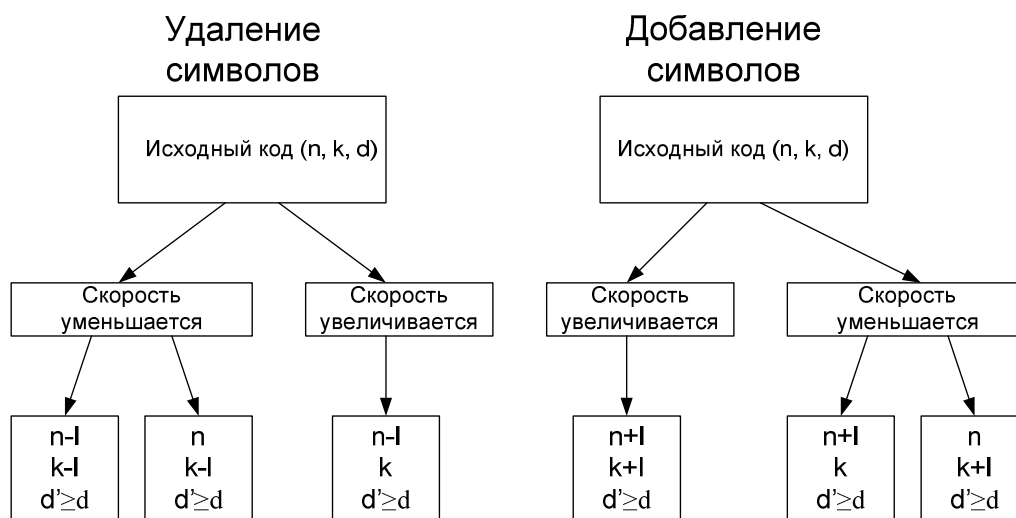 Удаление
символов
Исходный код (n, k, d)
Скорость
уменьшается
Скорость
увеличивается
n-l
k-l
d'≥d
n
k-l
d'≥d
n-l
k
d'≥d
Добавление
символов
Исходный код (n, k, d)
Скорость
увеличивается
Скорость
уменьшается
n+l
k+l
d'≥d
n+l
k
d'≥d
n
k+l
d'≥d